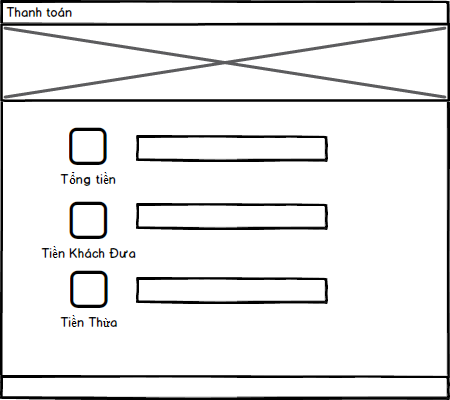 Thanh toán
Tổng tiền
Tiền Khách Đưa
Tiền Thừa